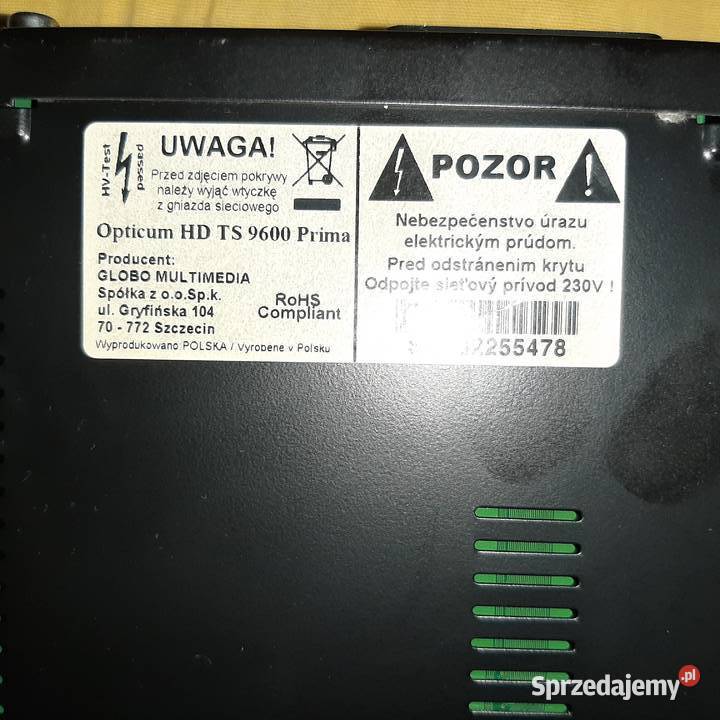 HV-Test
passed
UWAGA!
Przed zdjęciem pokrywy
należy wyjąć wtyczkę
z gniazda sieciowego
Opticum HD TS 9600 Prima
Producent:
GLOBO MULTIMEDIA
Spółka z o.o.Sp.k.
ul. Gryfińska 104
70 - 772 Szczecin
RoHS
Compliant
Wyprodukowano: POLSKA / Vyrobene v Polsku
POZOR
Nebezpečenstvo úrazu
elektrickým prúdom.
Pred odstránenim krytu
Odpojte sieťový prívod 230V !
2255478
Sprzedajemy.pl